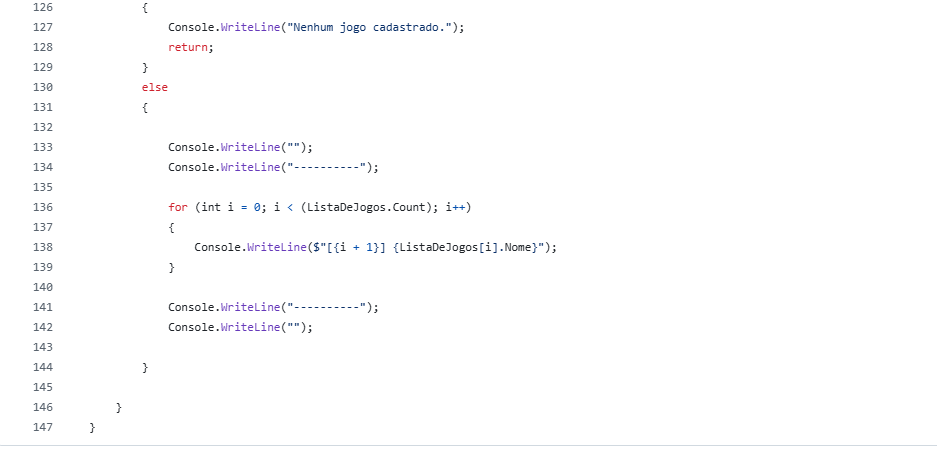 126            {
127                Console.WriteLine("Nenhum jogo cadastrado.");
128                return;
129            }
130            else
131            {
132
133                Console.WriteLine("");
134                Console.WriteLine("----------");
135
136                for (int i = 0; i < (ListaDeJogos.Count); i++)
137                {
138                    Console.WriteLine($"[{i + 1}] {ListaDeJogos[i].Nome}");
139                }
140
141                Console.WriteLine("----------");
142                Console.WriteLine("");
143
144            }
145
146        }
147    }